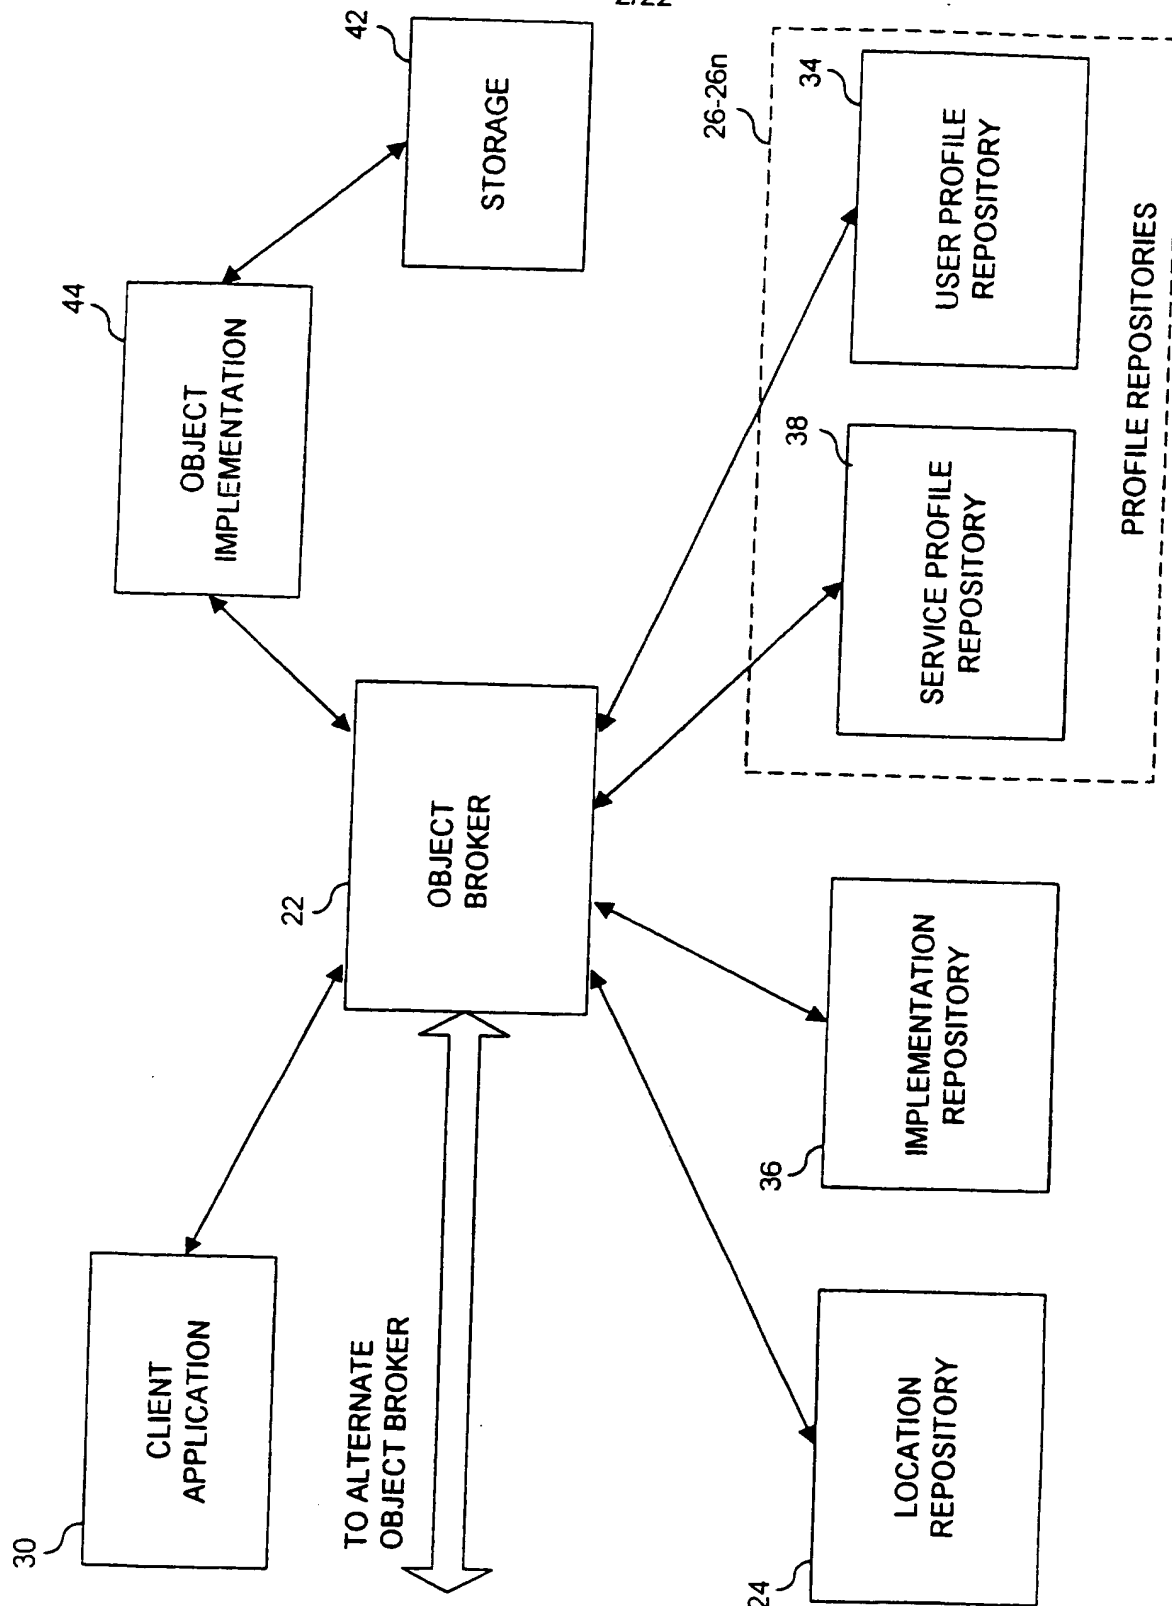 2/22
30
CLIENT
APPLICATION
44
OBJECT
IMPLEMENTATION
42
STORAGE
TO ALTERNATE
OBJECT BROKER
22
OBJECT
BROKER
24
LOCATION
REPOSITORY
36
IMPLEMENTATION
REPOSITORY
26-26n
38
SERVICE PROFILE
REPOSITORY
34
USER PROFILE
REPOSITORY
PROFILE REPOSITORIES